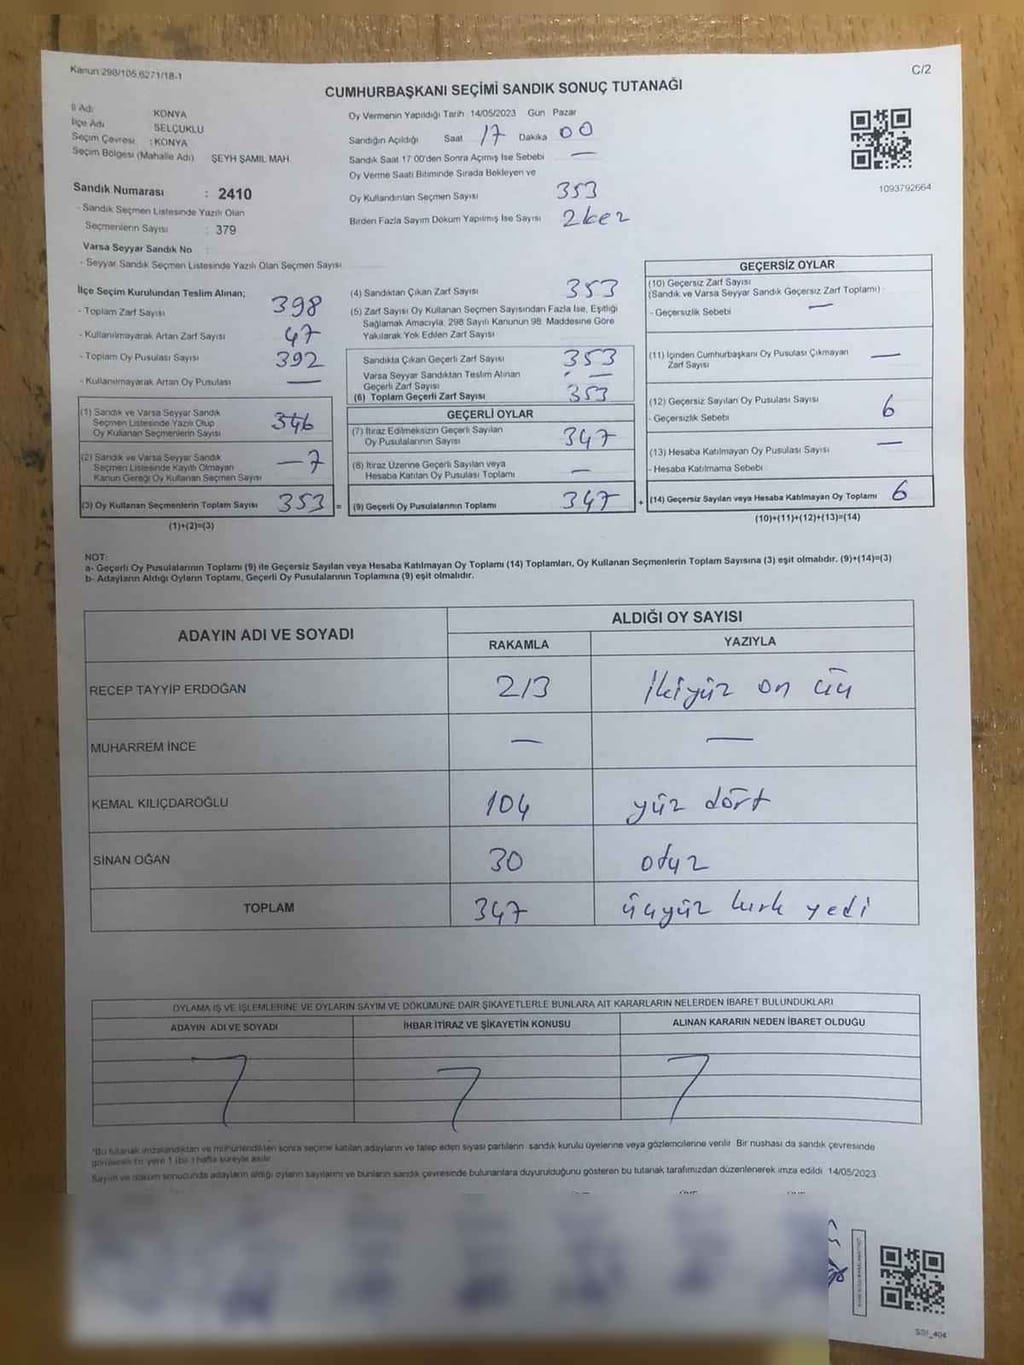 Kanun 298/105,6271/18-1
C/2
CUMHURBAŞKANI SEÇİMİ SANDIK SONUÇ TUTANAĞI
İl Adı KONYA
İlçe Adı SELÇUKLU
Seçim Çevresi : KONYA
Seçim Bölgesi (Mahalle Adı) ŞEYH ŞAMİL MAH.
Sandık Numarası : 2410
- Sandık Seçmen Listesinde Yazılı Olan
Seçmenlerin Sayısı : 379
Varsa Seyyar Sandık No
- Seyyar Sandık Seçmen Listesinde Yazılı Olan Seçmen Sayısı
Oy Vermenin Yapıldığı Tarih 14/05/2023 Gün Pazar
Sandığın Açıldığı Saat 17 Dakika 00
Sandık Saat 17 00'den Sonra Açılmış İse Sebebi —
Oy Verme Saati Bitiminde Sırada Bekleyen ve
Oy Kullandırılan Seçmen Sayısı 353
Birden Fazla Sayım Döküm Yapılmış İse Sayısı 2 kez
1093792664
İlçe Seçim Kurulundan Teslim Alınan;
- Toplam Zarf Sayısı 398
- Kullanılmayarak Artan Zarf Sayısı 47
- Toplam Oy Pusulası Sayısı 392
- Kullanılmayarak Artan Oy Pusulası —
(1) Sandık ve Varsa Seyyar Sandık
Seçmen Listesinde Yazılı Olup
Oy Kullanan Seçmenlerin Sayısı 346
(2) Sandık ve Varsa Seyyar Sandık
Seçmen Listesinde Kayıtlı Olmayan
Kanun Gereği Oy Kullanan Seçmen Sayısı — 7
(3) Oy Kullanan Seçmenlerin Toplam Sayısı 353 =
(1)+(2)=(3)
(4) Sandıktan Çıkan Zarf Sayısı 353
(5) Zarf Sayısı Oy Kullanan Seçmen Sayısından Fazla İse, Eşitliği
Sağlamak Amacıyla, 298 Sayılı Kanunun 98. Maddesine Göre
Yakılarak Yok Edilen Zarf Sayısı
Sandıkta Çıkan Geçerli Zarf Sayısı 353
Varsa Seyyar Sandıktan Teslim Alınan
Geçerli Zarf Sayısı —
(6) Toplam Geçerli Zarf Sayısı 353
GEÇERLİ OYLAR
(7) İtiraz Edilmeksizin Geçerli Sayılan
Oy Pusulalarının Sayısı 347
(8) İtiraz Üzerine Geçerli Sayılan veya
Hesaba Katılan Oy Pusulası Toplamı —
(9) Geçerli Oy Pusulalarının Toplamı 347 +
GEÇERSİZ OYLAR
(10) Geçersiz Zarf Sayısı
(Sandık ve Varsa Seyyar Sandık Geçersiz Zarf Toplamı)
- Geçersizlik Sebebi —
(11) İçinden Cumhurbaşkanı Oy Pusulası Çıkmayan
Zarf Sayısı —
(12) Geçersiz Sayılan Oy Pusulası Sayısı 6
- Geçersizlik Sebebi
(13) Hesaba Katılmayan Oy Pusulası Sayısı —
- Hesaba Katılmama Sebebi
(14) Geçersiz Sayılan veya Hesaba Katılmayan Oy Toplamı 6
(10)+(11)+(12)+(13)=(14)
NOT:
a- Geçerli Oy Pusulalarının Toplamı (9) ile Geçersiz Sayılan veya Hesaba Katılmayan Oy Toplamı (14) Toplamları, Oy Kullanan Seçmenlerin Toplam Sayısına (3) eşit olmalıdır. (9)+(14)=(3)
b- Adayların Aldığı Oyların Toplamı, Geçerli Oy Pusulalarının Toplamına (9) eşit olmalıdır.
ADAYIN ADI VE SOYADI
ALDIĞI OY SAYISI
RAKAMLA YAZIYLA
RECEP TAYYİP ERDOĞAN 213 ikiyüz on üç
MUHARREM İNCE — —
KEMAL KILIÇDAROĞLU 104 yüz dört
SİNAN OĞAN 30 otuz
TOPLAM 347 üçyüz kırk yedi
OYLAMA İŞ VE İŞLEMLERİNE VE OYLARIN SAYIM VE DÖKÜMÜNE DAİR ŞİKAYETLERLE BUNLARA AİT KARARLARIN NELERDEN İBARET BULUNDUKLARI
ADAYIN ADI VE SOYADI İHBAR İTİRAZ VE ŞİKAYETİN KONUSU ALINAN KARARIN NEDEN İBARET OLDUĞU
*Bu tutanak imzalandıktan ve mühürlendikten sonra seçime katılan adayların ve talep eden siyasi partilerin sandık kurulu üyelerine veya gözlemcilerine verilir. Bir nüshası da sandık çevresinde
görülebilen bir yere 1 (bir) hafta süreyle asılır.
Sayım ve döküm sonucunda adayların aldığı oyların sayılarını ve bunların sandık çevresinde bulunanlara duyurulduğunu gösteren bu tutanak tarafımızdan düzenlenerek imza edildi 14/05/2023